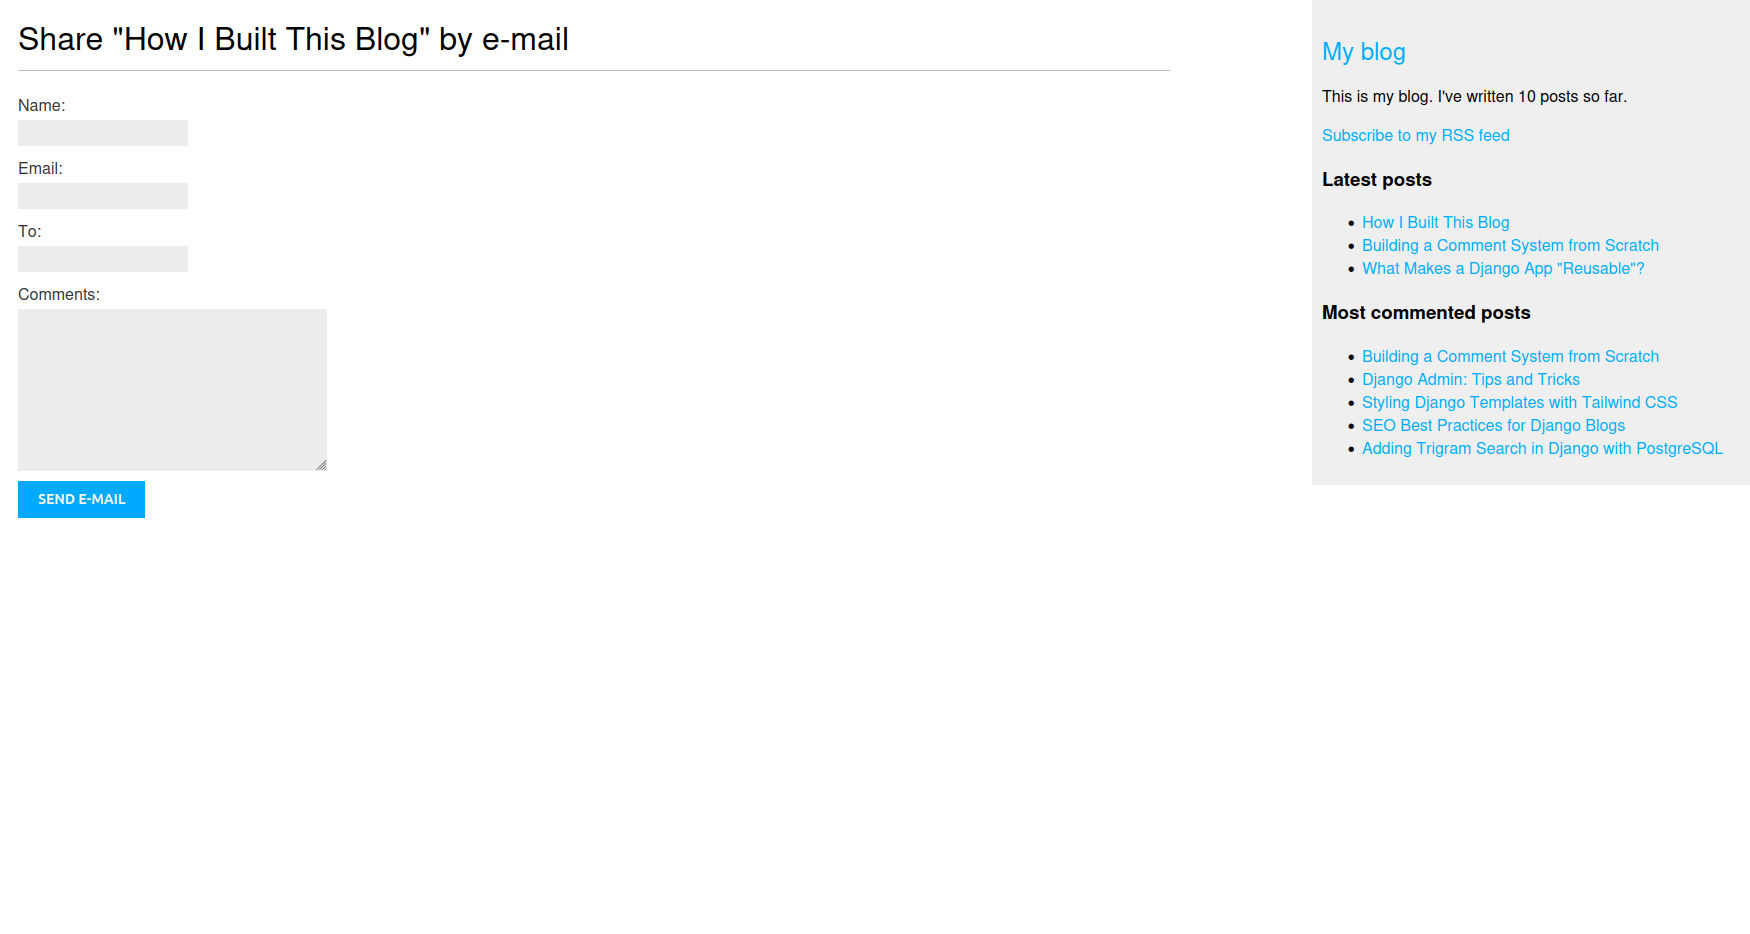 Share "How I Built This Blog" by e-mail
Name:
Email:
To:
Comments:
SEND E-MAIL
My blog
This is my blog. I've written 10 posts so far.
Subscribe to my RSS feed
Latest posts
How I Built This Blog
Building a Comment System from Scratch
What Makes a Django App "Reusable"?
Most commented posts
Building a Comment System from Scratch
Django Admin: Tips and Tricks
Styling Django Templates with Tailwind CSS
SEO Best Practices for Django Blogs
Adding Trigram Search in Django with PostgreSQL